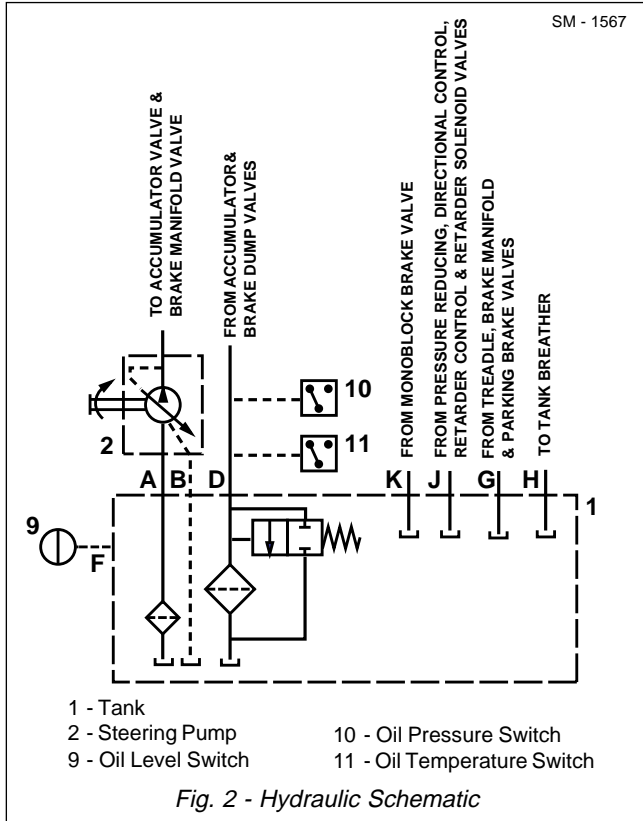 SM - 1567
TO ACCUMULATOR VALVE &
BRAKE MANIFOLD VALVE
FROM ACCUMULATOR&
BRAKE DUMP VALVES
FROM MONOBLOCK BRAKE VALVE
FROM PRESSURE REDUCING, DIRECTIONAL CONTROL,
RETARDER CONTROL & RETARDER SOLENOID VALVES
FROM TREADLE, BRAKE MANIFOLD
& PARKING BRAKE VALVES
TO TANK BREATHER
10
11
2
A B D K J G H
1
9
F
1 - Tank
2 - Steering Pump
9 - Oil Level Switch
10 - Oil Pressure Switch
11 - Oil Temperature Switch
Fig. 2 - Hydraulic Schematic